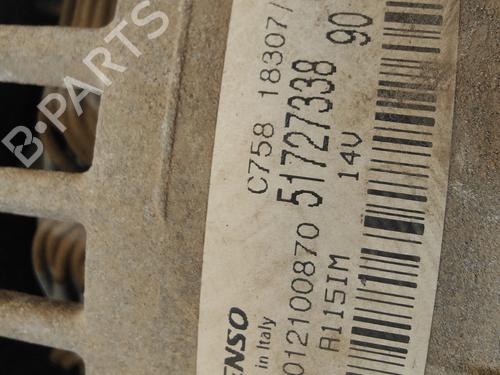 B-PARTS
C758 18307/
51727338 90
012100870 14V
A115IM
ENSO
in Italy